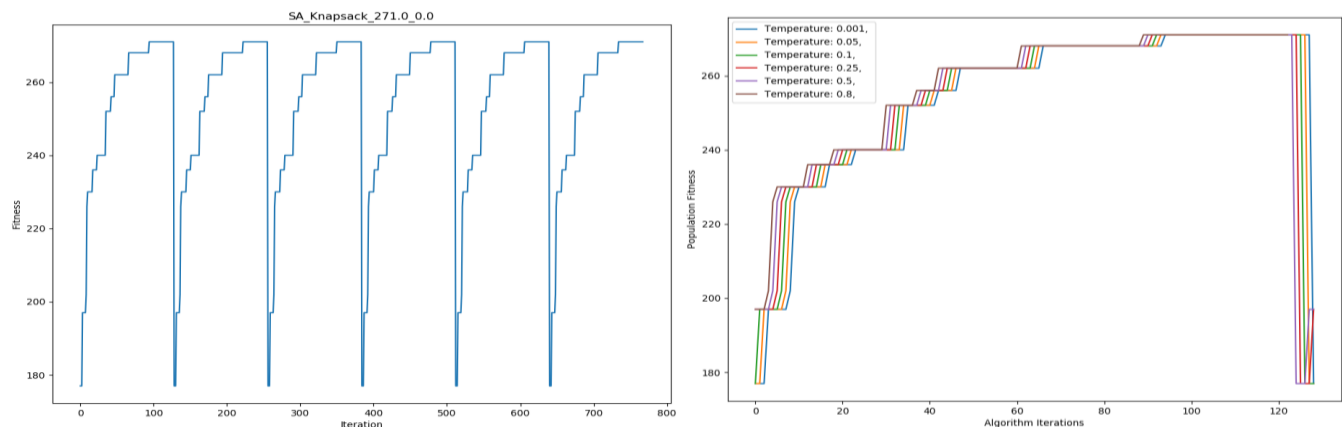 SA_Knapsack_271.0_0.0
Fitness
260
240
220
200
180
0 100 200 300 400 500 600 700 800
Iteration
Temperature: 0.001,
Temperature: 0.05,
Temperature: 0.1,
Temperature: 0.25,
Temperature: 0.5,
Temperature: 0.8,
Population Fitness
260
240
220
200
180
0 20 40 60 80 100 120
Algorithm Iterations